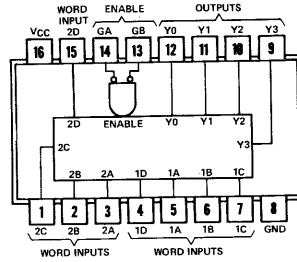 WORD INPUT ENABLE OUTPUTS
VCC 2D GA GB Y0 Y1 Y2 Y3
16 15 14 13 12 11 10 9
2D ENABLE Y0 Y1 Y2
2C Y3
2B 2A 1D 1A 1B 1C
1 2 3 4 5 6 7 8
2C 2B 2A 1D 1A 1B 1C GND
WORD INPUTS WORD INPUTS